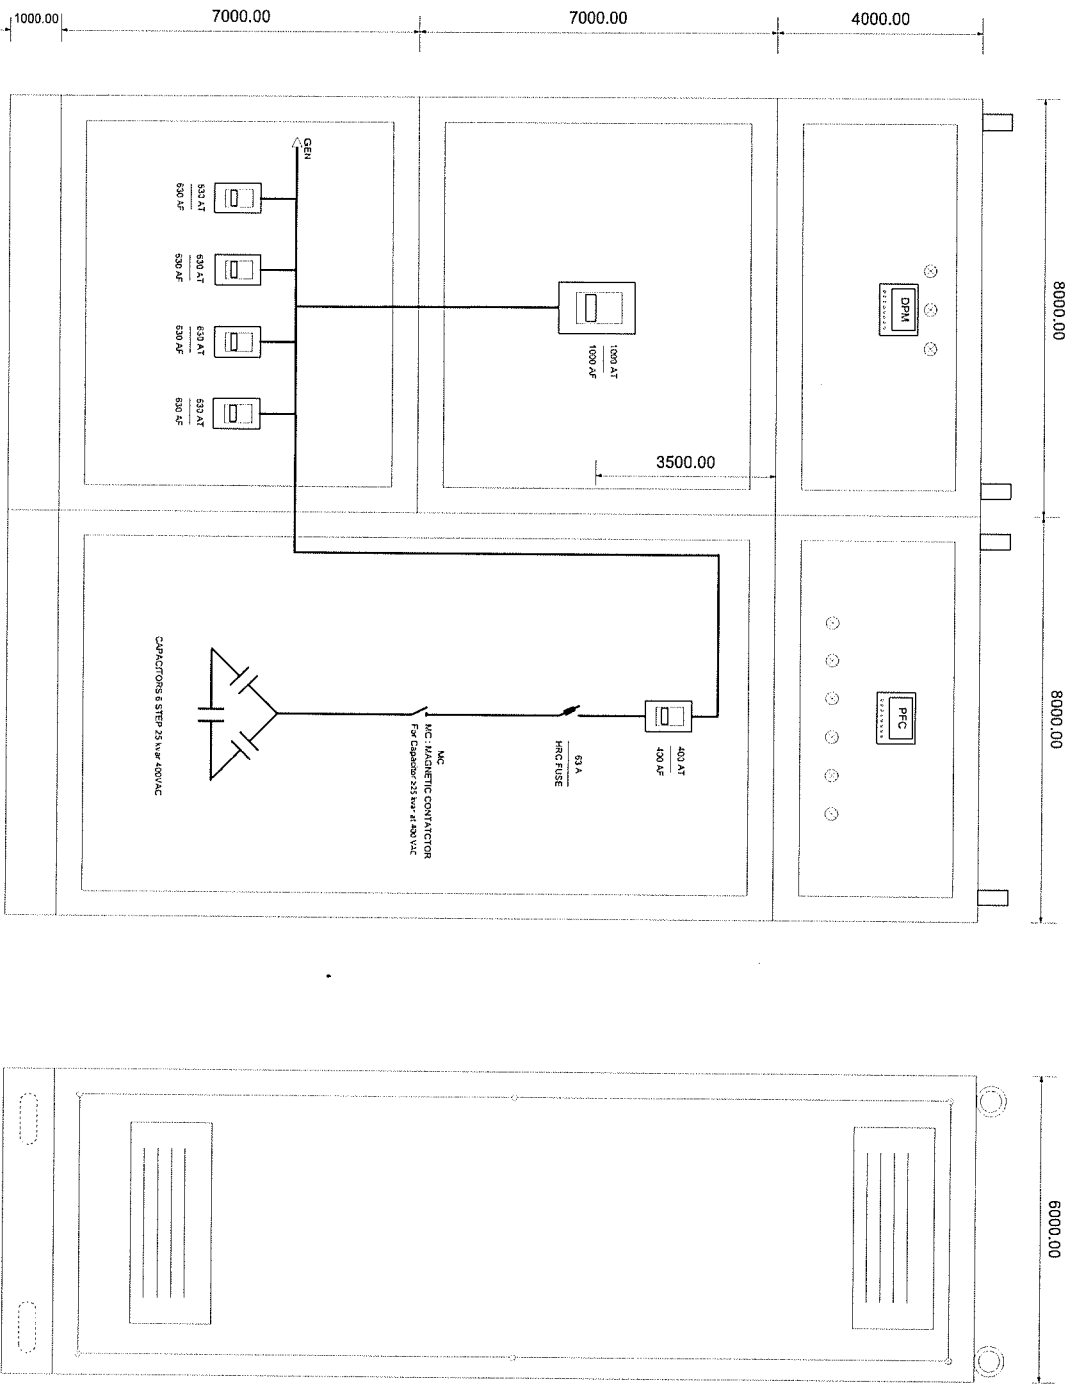 1000.00
7000.00
7000.00
4000.00
8000.00
8000.00
6000.00
3500.00
GEN
630 AT
630 AF
630 AT
630 AF
630 AT
630 AF
630 AT
630 AF
1000 AT
1000 AF
DPM
PFC
400 AT
400 AF
63 A
HRC FUSE
MC
MC : MAGNETIC CONTATCTOR
For Capacitor ≥25 kvar at 400 VAC
CAPACITORS 6 STEP 25 kvar 400VAC